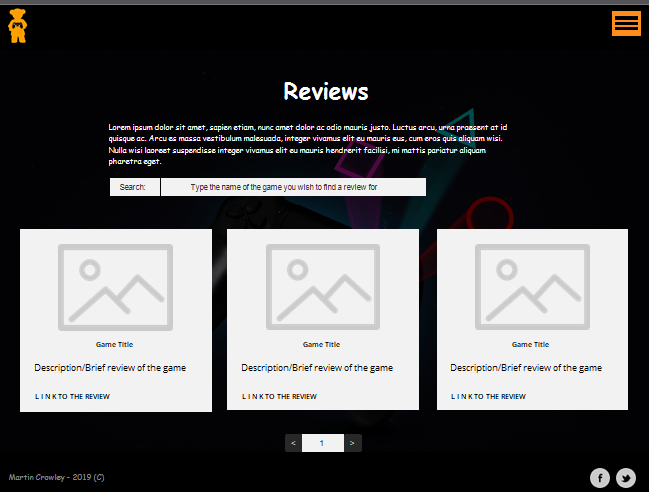 Reviews
Lorem ipsum dolor sit amet, sapien etiam, nunc amet dolor ac odio mauris justo. Luctus arcu, urna praesent at id
quisque ac. Arcu es massa vestibulum malesuada, integer vivamus elit eu mauris eus, cum eros quis aliquam wisi.
Nulla wisi laoreet suspendisse integer vivamus elit eu mauris hendrerit facilisi, mi mattis pariatur aliquam
pharetra eget.
Search: Type the name of the game you wish to find a review for
Game Title Game Title Game Title
Description/Brief review of the game Description/Brief review of the game Description/Brief review of the game
L I N K TO THE REVIEW L I N K TO THE REVIEW L I N K TO THE REVIEW
< 1 >
Martin Crowley - 2019 (C)